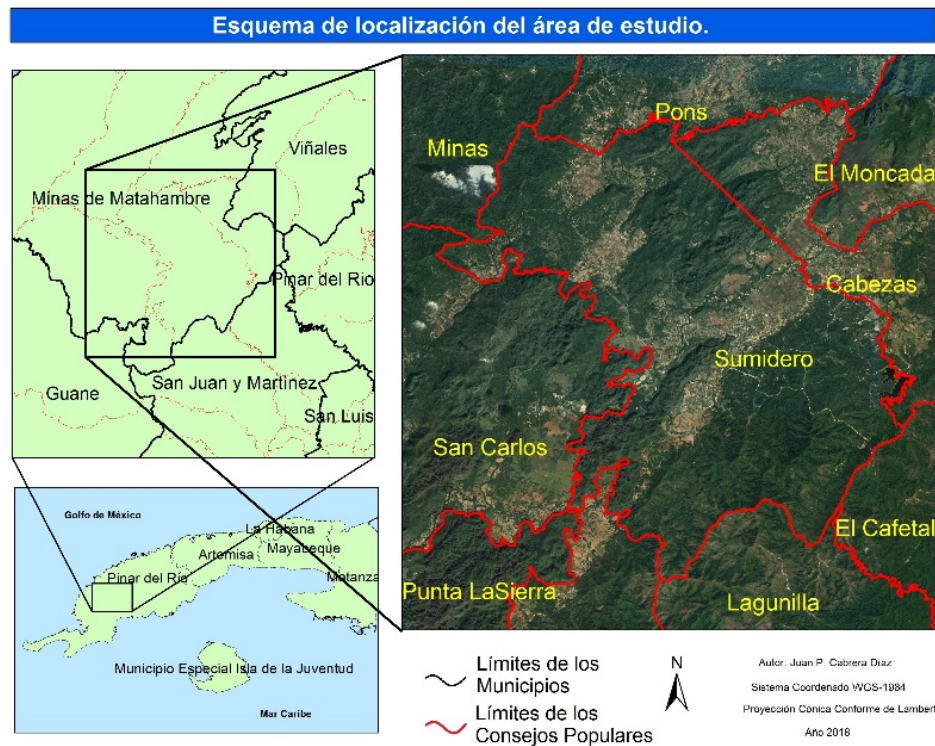 Esquema de localización del área de estudio.
Viñales
Minas de Matahambre
Pinar del Río
Guane
San Juan y Martínez
San Luis
Pons
Minas
El Moncada
Cabezas
Sumidero
San Carlos
El Cafetal
Punta LaSierra
Lagunilla
Golfo de México
La Habana
Artemisa
Mayabeque
Pinar del Río
Matanza
Municipio Especial Isla de la Juventud
Mar Caribe
Límites de los
Municipios
Límites de los
Consejos Populares
N
Autor: Juan P. Cabrera Díaz
Sistema Coordenado WGS-1984
Proyección Cónica Conforme de Lambert
Año 2018